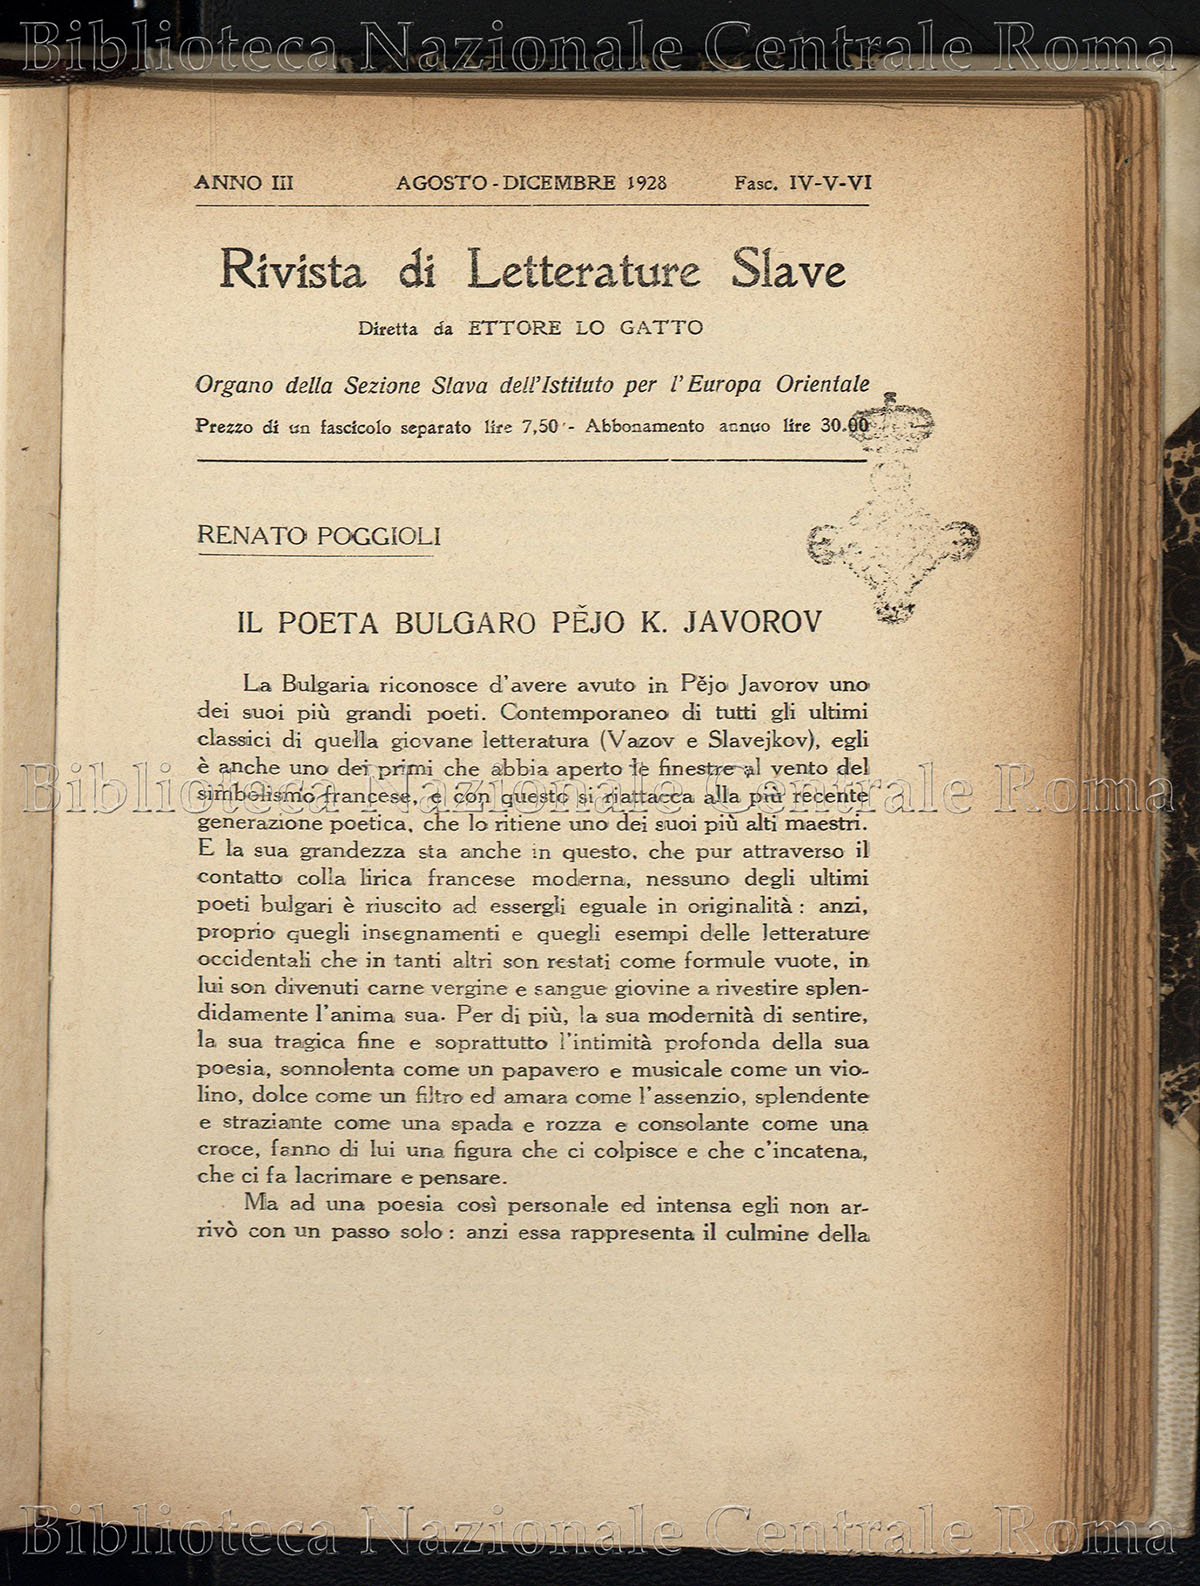 Biblioteca Nazionale Centrale Roma
ANNO III AGOSTO-DICEMBRE 1928 Fasc. IV-V-VI
Rivista di Letterature Slave
Diretta da ETTORE LO GATTO
Organo della Sezione Slava dell'Istituto per l'Europa Orientale
Prezzo di un fascicolo separato lire 7,50 - Abbonamento annuo lire 30.00
RENATO POGGIOLI
IL POETA BULGARO PĚJO K. JAVOROV
La Bulgaria riconosce d'avere avuto in Pějo Javorov uno
dei suoi più grandi poeti. Contemporaneo di tutti gli ultimi
classici di quella giovane letteratura (Vazov e Slavejkov), egli
è anche uno dei primi che abbia aperto le finestre al vento del
Biblioteca Nazionale Centrale Roma
simbolismo francese, e con questo si riattacca alla più recente
generazione poetica, che lo ritiene uno dei suoi più alti maestri.
E la sua grandezza sta anche in questo, che pur attraverso il
contatto colla lirica francese moderna, nessuno degli ultimi
poeti bulgari è riuscito ad essergli eguale in originalità : anzi,
proprio quegli insegnamenti e quegli esempi delle letterature
occidentali che in tanti altri son restati come formule vuote, in
lui son divenuti carne vergine e sangue giovine a rivestire splen-
didamente l'anima sua. Per di più, la sua modernità di sentire,
la sua tragica fine e soprattutto l'intimità profonda della sua
poesia, sonnolenta come un papavero e musicale come un vio-
lino, dolce come un filtro ed amara come l'assenzio, splendente
e straziante come una spada e rozza e consolante come una
croce, fanno di lui una figura che ci colpisce e che c'incatena,
che ci fa lacrimare e pensare.
Ma ad una poesia così personale ed intensa egli non ar-
rivò con un passo solo : anzi essa rappresenta il culmine della
Biblioteca Nazionale Centrale Roma